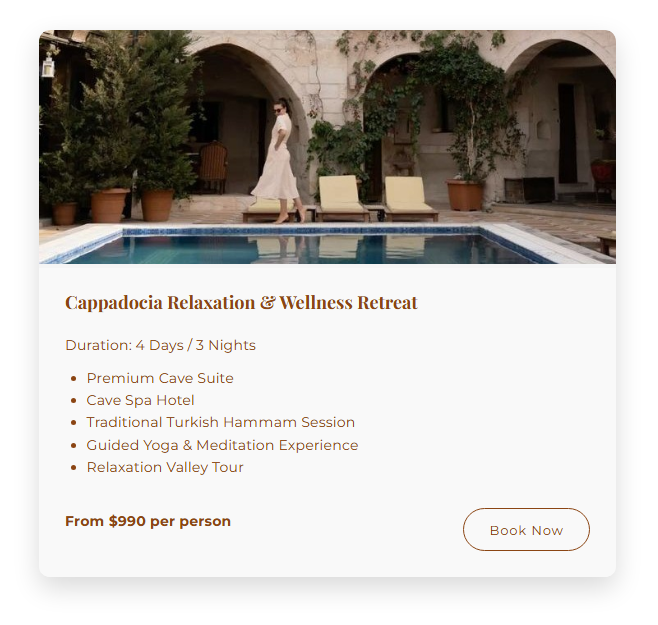 Cappadocia Relaxation & Wellness Retreat
Duration: 4 Days / 3 Nights
• Premium Cave Suite
• Cave Spa Hotel
• Traditional Turkish Hammam Session
• Guided Yoga & Meditation Experience
• Relaxation Valley Tour
From $990 per person
Book Now